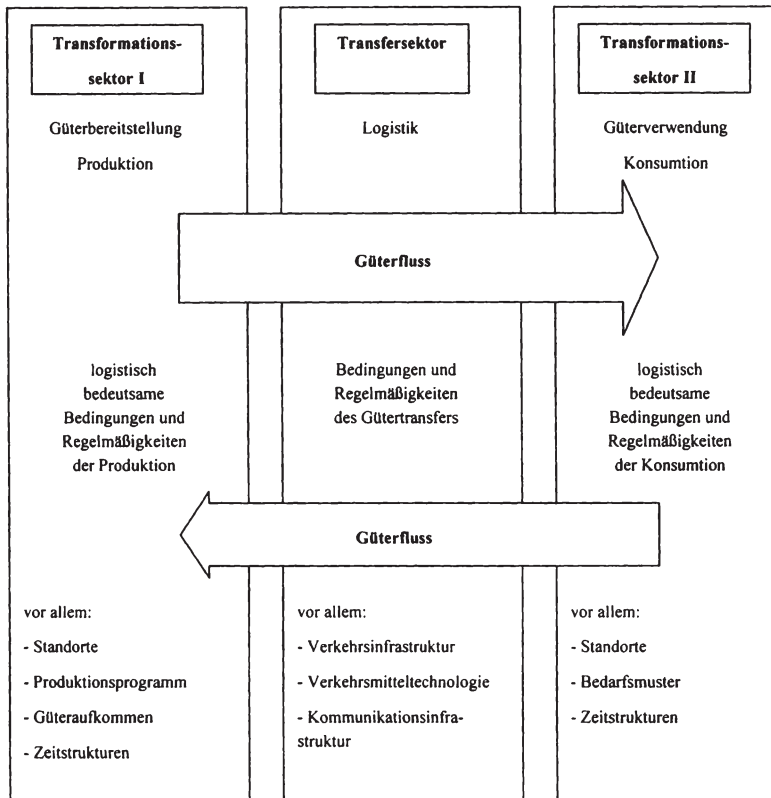 Transformations-
sektor I
Güterbereitstellung
Produktion
Transfersektor
Logistik
Transformations-
sektor II
Güterverwendung
Konsumtion
Güterfluss
logistisch
bedeutsame
Bedingungen und
Regelmäßigkeiten
der Produktion
Bedingungen und
Regelmäßigkeiten
des Gütertransfers
logistisch
bedeutsame
Bedingungen und
Regelmäßigkeiten
der Konsumtion
Güterfluss
vor allem:
- Standorte
- Produktionsprogramm
- Güteraufkommen
- Zeitstrukturen
vor allem:
- Verkehrsinfrastruktur
- Verkehrsmitteltechnologie
- Kommunikationsinfra-
struktur
vor allem:
- Standorte
- Bedarfsmuster
- Zeitstrukturen